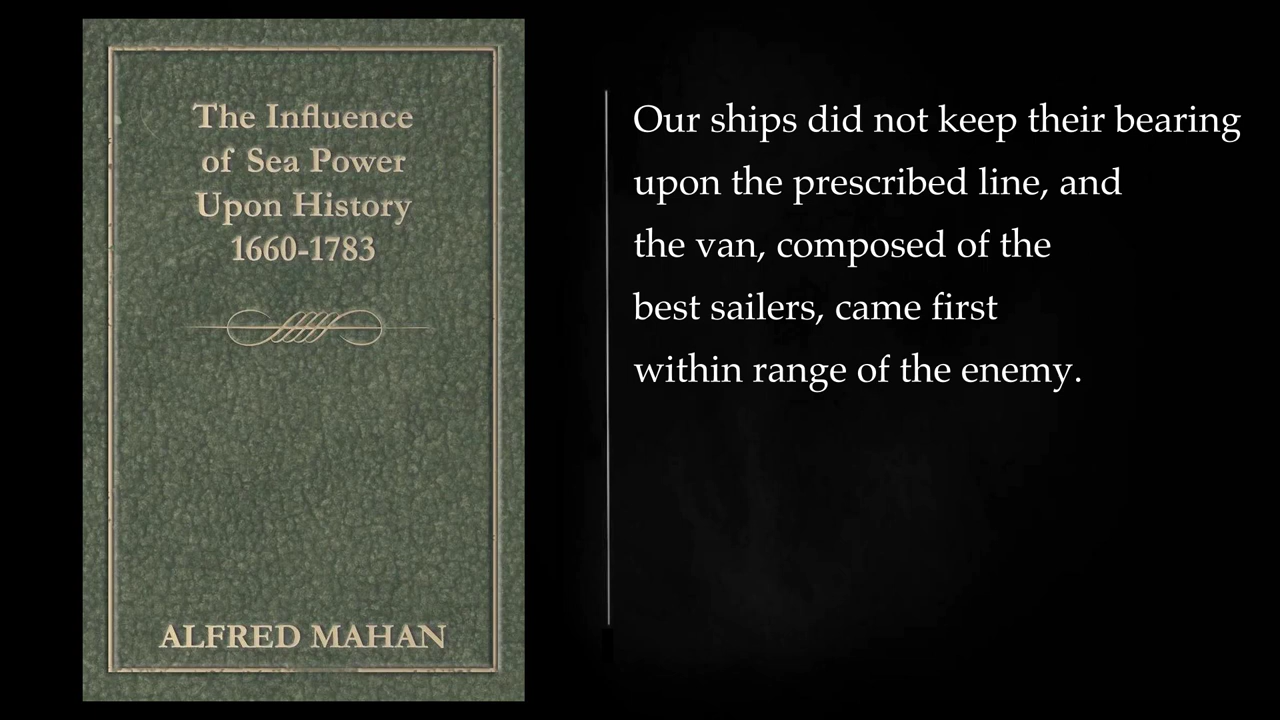 The Influence
of Sea Power
Upon History
1660-1783
ALFRED MAHAN
Our ships did not keep their bearing
upon the prescribed line, and
the van, composed of the
best sailers, came first
within range of the enemy.